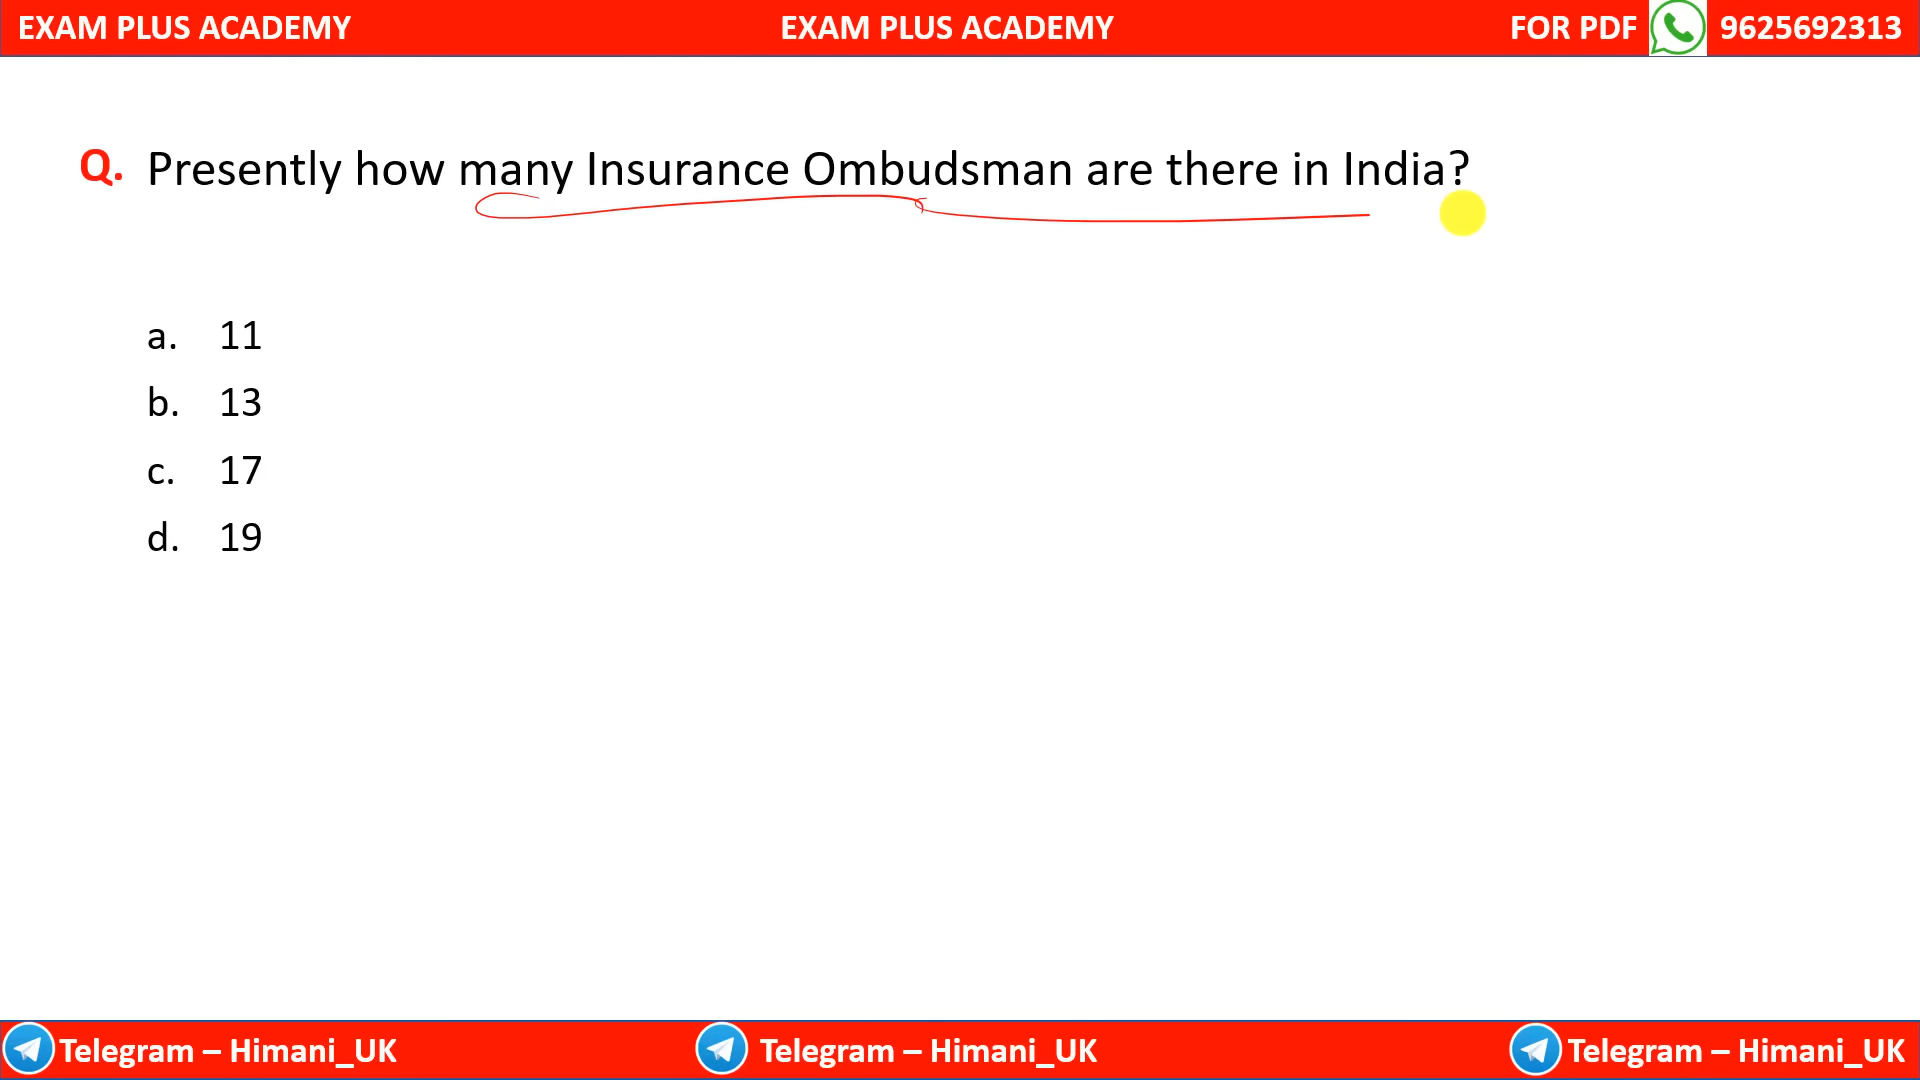 EXAM PLUS ACADEMY EXAM PLUS ACADEMY FOR PDF 9625692313
Q. Presently how many Insurance Ombudsman are there in India?
a. 11
b. 13
c. 17
d. 19
Telegram – Himani_UK Telegram – Himani_UK Telegram – Himani_UK